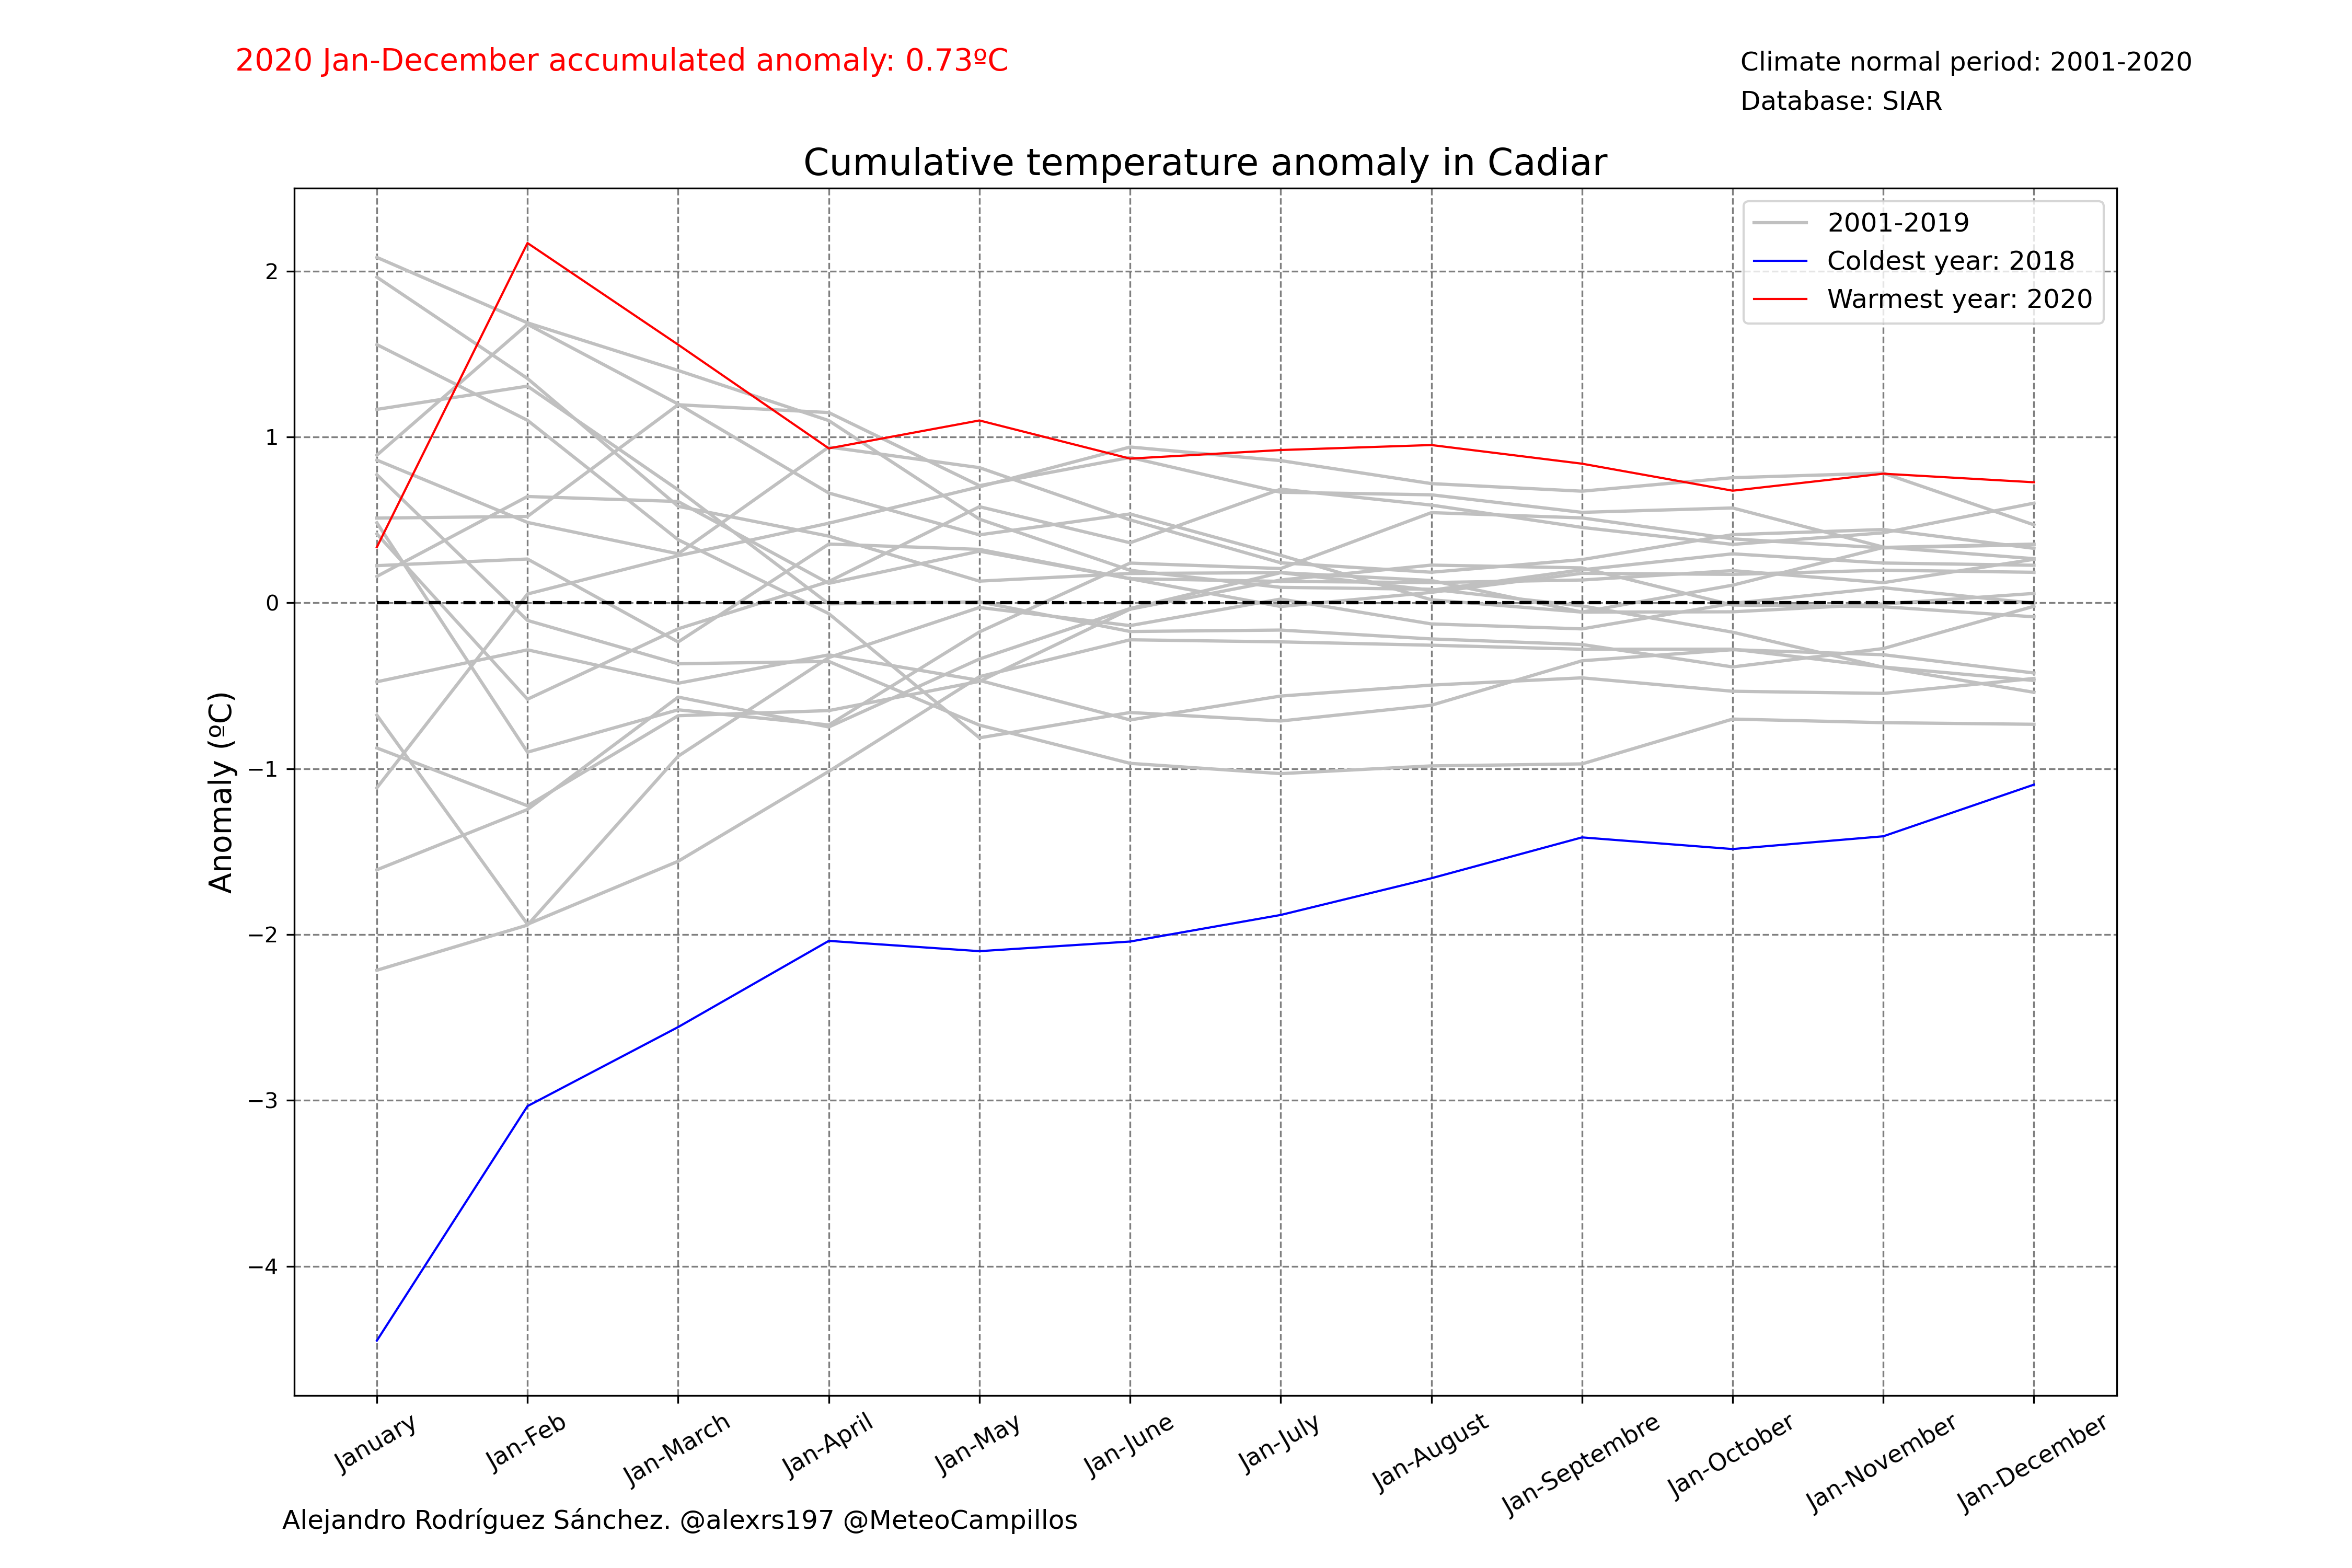 2020 Jan-December accumulated anomaly: 0.73ºC
Climate normal period: 2001-2020
Database: SIAR
Cumulative temperature anomaly in Cadiar
2001-2019
Coldest year: 2018
Warmest year: 2020
Anomaly (ºC)
2
1
0
−1
−2
−3
−4
January
Jan-Feb
Jan-March
Jan-April
Jan-May
Jan-June
Jan-July
Jan-August
Jan-Septembre
Jan-October
Jan-November
Jan-December
Alejandro Rodríguez Sánchez. @alexrs197 @MeteoCampillos